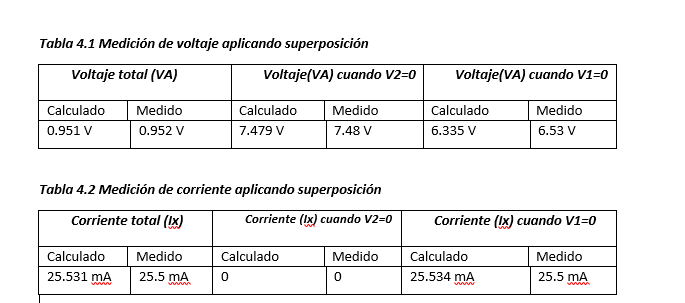 Tabla 4.1 Medición de voltaje aplicando superposición
Voltaje total (VA) Voltaje(VA) cuando V2=0 Voltaje(VA) cuando V1=0
Calculado Medido Calculado Medido Calculado Medido
0.951 V 0.952 V 7.479 V 7.48 V 6.335 V 6.53 V
Tabla 4.2 Medición de corriente aplicando superposición
Corriente total (Ix) Corriente (Ix) cuando V2=0 Corriente (Ix) cuando V1=0
Calculado Medido Calculado Medido Calculado Medido
25.531 mA 25.5 mA 0 0 25.534 mA 25.5 mA